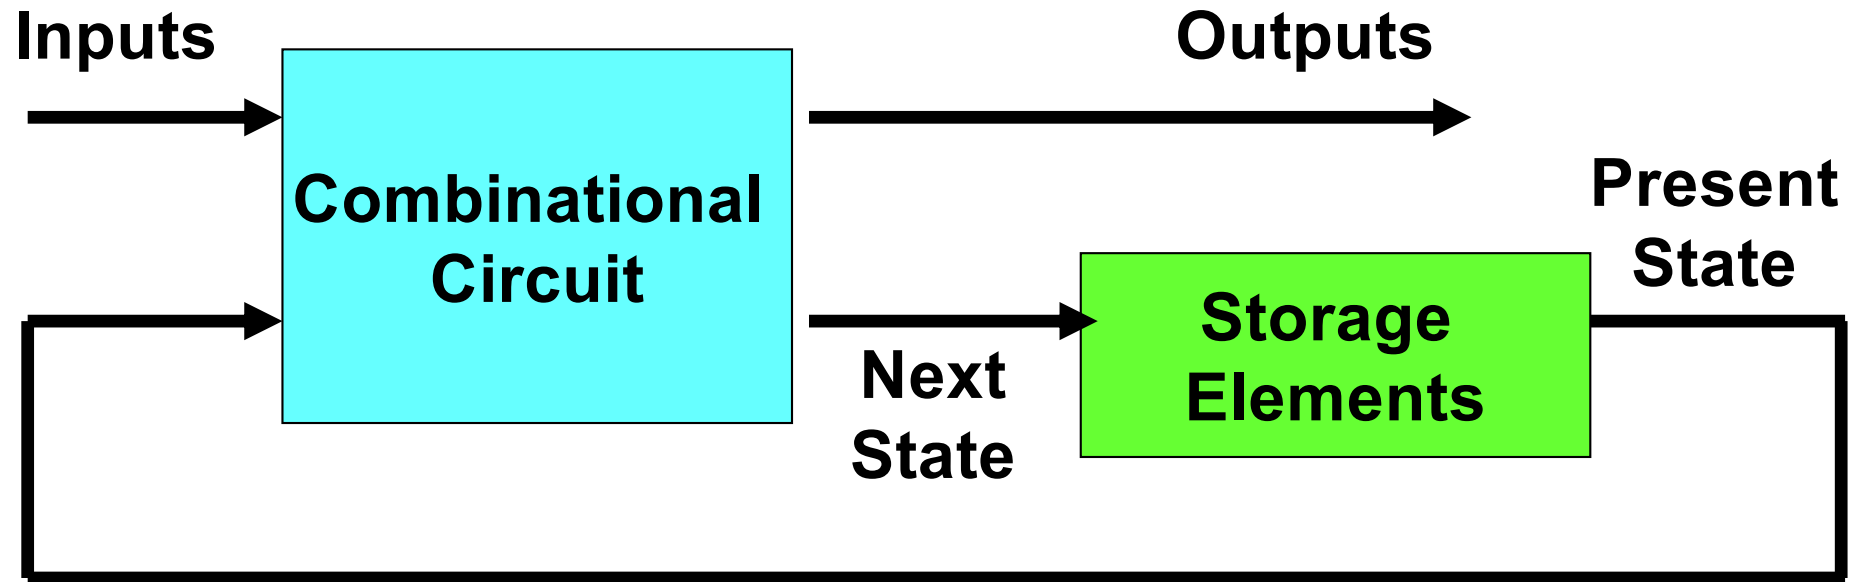 Inputs
Outputs
Combinational
Circuit
Present
State
Storage
Elements
Next
State